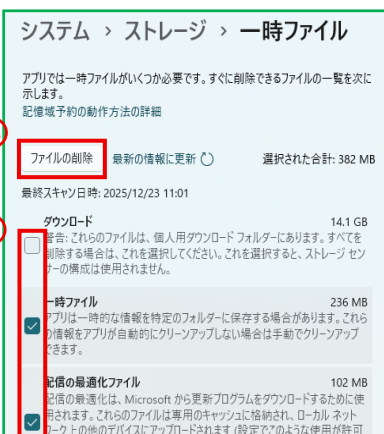 システム › ストレージ › 一時ファイル
アプリでは一時ファイルがいくつか必要です。すぐに削除できるファイルの一覧を次に
示します。
記憶域予約の動作方法の詳細
ファイルの削除 最新の情報に更新 選択された合計: 382 MB
最終スキャン日時: 2025/12/23 11:01
ダウンロード 14.1 GB
警告: これらのファイルは、個人用ダウンロード フォルダーにあります。すべてを
削除する場合は、これを選択してください。これを選択すると、ストレージ セン
サーの構成は使用されません。
一時ファイル 236 MB
アプリは一時的な情報を特定のフォルダーに保存する場合があります。これら
の情報をアプリが自動的にクリーンアップしない場合は手動でクリーンアップ
できます。
配信の最適化ファイル 102 MB
配信の最適化は、Microsoft から更新プログラムをダウンロードするために使
用されます。これらのファイルは専用のキャッシュに格納され、ローカル ネット
ワーク上の他のデバイスにアップロードされます (設定でこのような使用が許可